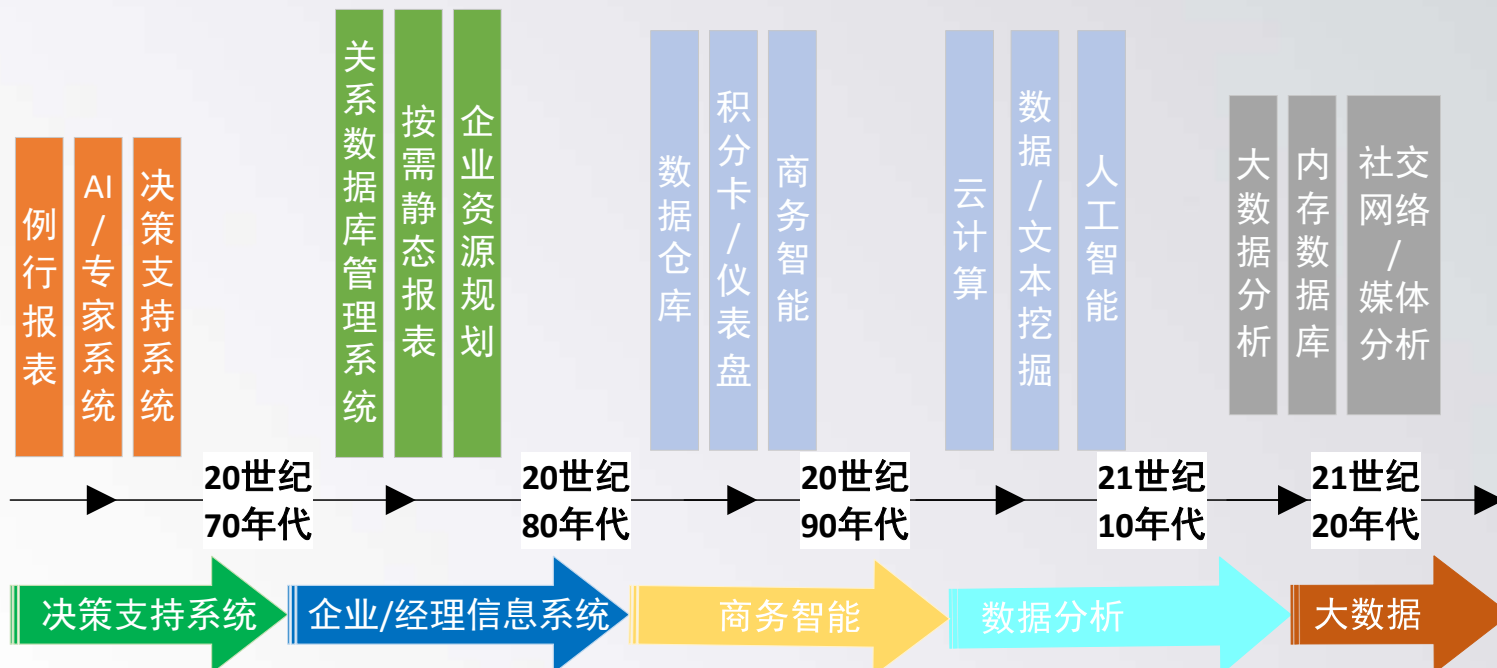 例行报表
AI/专家系统
决策支持系统
关系数据库管理系统
按需静态报表
企业资源规划
数据仓库
积分卡/仪表盘
商务智能
云计算
数据/文本挖掘
人工智能
大数据分析
内存数据库
社交
网络
/
媒体
分析
20世纪
70年代
20世纪
80年代
20世纪
90年代
21世纪
10年代
21世纪
20年代
决策支持系统
企业/经理信息系统
商务智能
数据分析
大数据